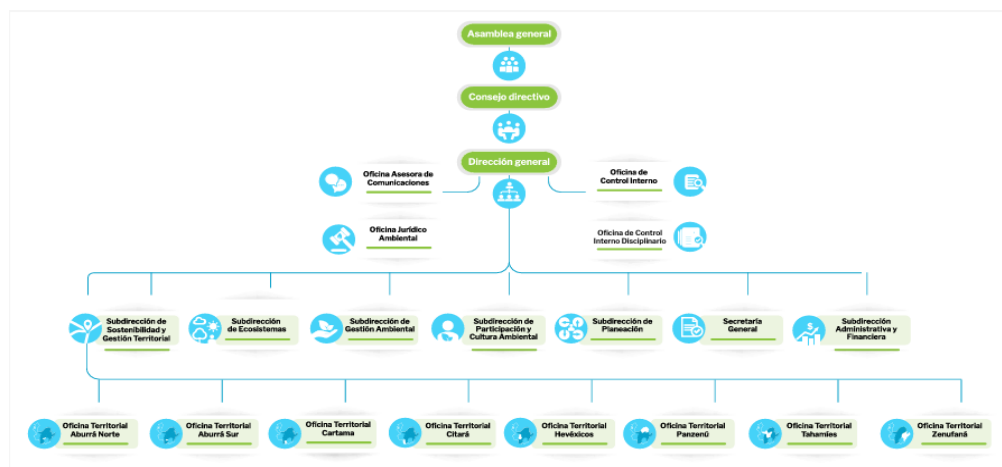 Asamblea general
Consejo directivo
Dirección general
Oficina Asesora de
Comunicaciones
Oficina de
Control Interno
Oficina Jurídico
Ambiental
Oficina de Control
Interno Disciplinario
Subdirección de
Sostenibilidad y
Gestión Territorial
Subdirección
de Ecosistemas
Subdirección de
Gestión Ambiental
Subdirección de
Participación y
Cultura Ambiental
Subdirección de
Planeación
Secretaría
General
Subdirección
Administrativa y
Financiera
Oficina Territorial
Aburrá Norte
Oficina Territorial
Aburrá Sur
Oficina Territorial
Cartama
Oficina Territorial
Citará
Oficina Territorial
Hevéxicos
Oficina Territorial
Panzenú
Oficina Territorial
Tahamíes
Oficina Territorial
Zenufaná